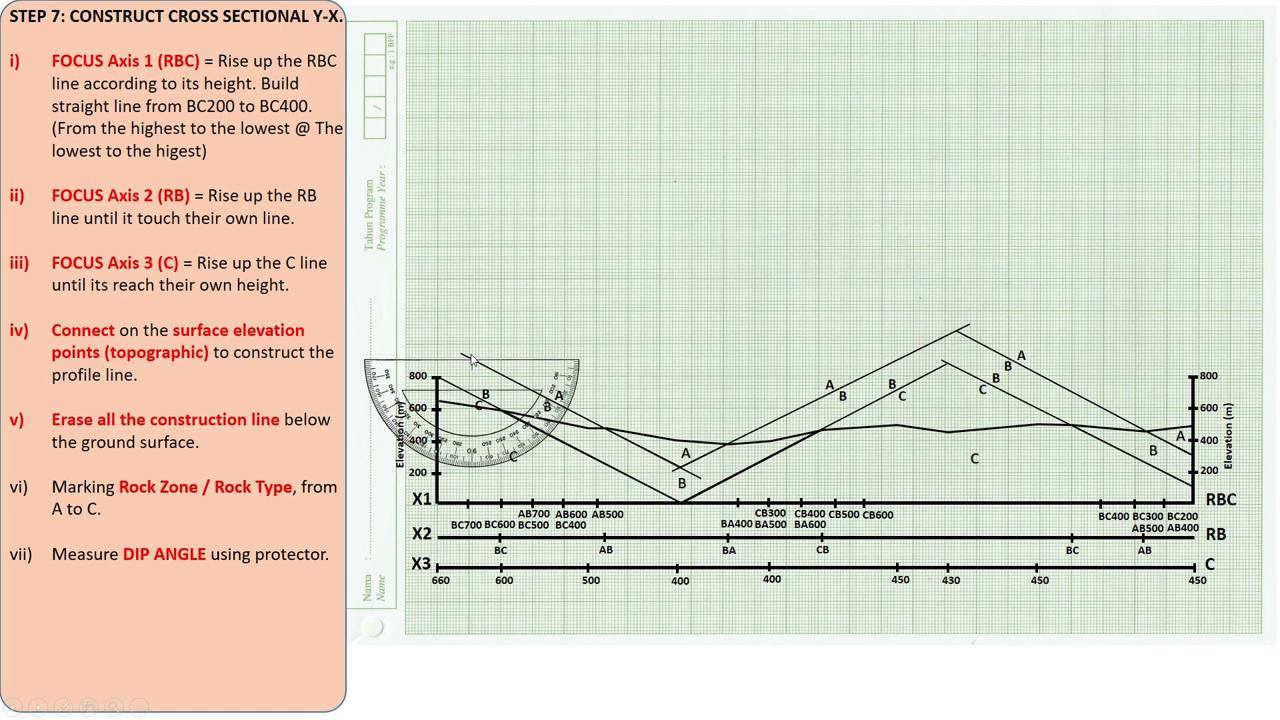 STEP 7: CONSTRUCT CROSS SECTIONAL Y-X.
i) FOCUS Axis 1 (RBC) = Rise up the RBC
line according to its height. Build
straight line from BC200 to BC400.
(From the highest to the lowest @ The
lowest to the higest)
ii) FOCUS Axis 2 (RB) = Rise up the RB
line until it touch their own line.
iii) FOCUS Axis 3 (C) = Rise up the C line
until its reach their own height.
iv) Connect on the surface elevation
points (topographic) to construct the
profile line.
v) Erase all the construction line below
the ground surface.
vi) Marking Rock Zone / Rock Type, from
A to C.
vii) Measure DIP ANGLE using protector.
e.g : 1 BFF
/
Tahun Program
Programme Year :
Nama :
Name
Elevation (m)
800
600
400
200
B
C
A
B
C
A
B
A
B
B
C
A
B
B
C
C
B
A
800
600
400
200
Elevation (m)
X1
RBC
BC700
BC600
AB700
BC500
AB600
BC400
AB500
BA400
CB300
BA500
CB400
BA600
CB500
CB600
BC400
BC300
AB500
BC200
AB400
X2
RB
BC
AB
BA
CB
BC
AB
X3
C
660
600
500
400
400
450
430
450
450